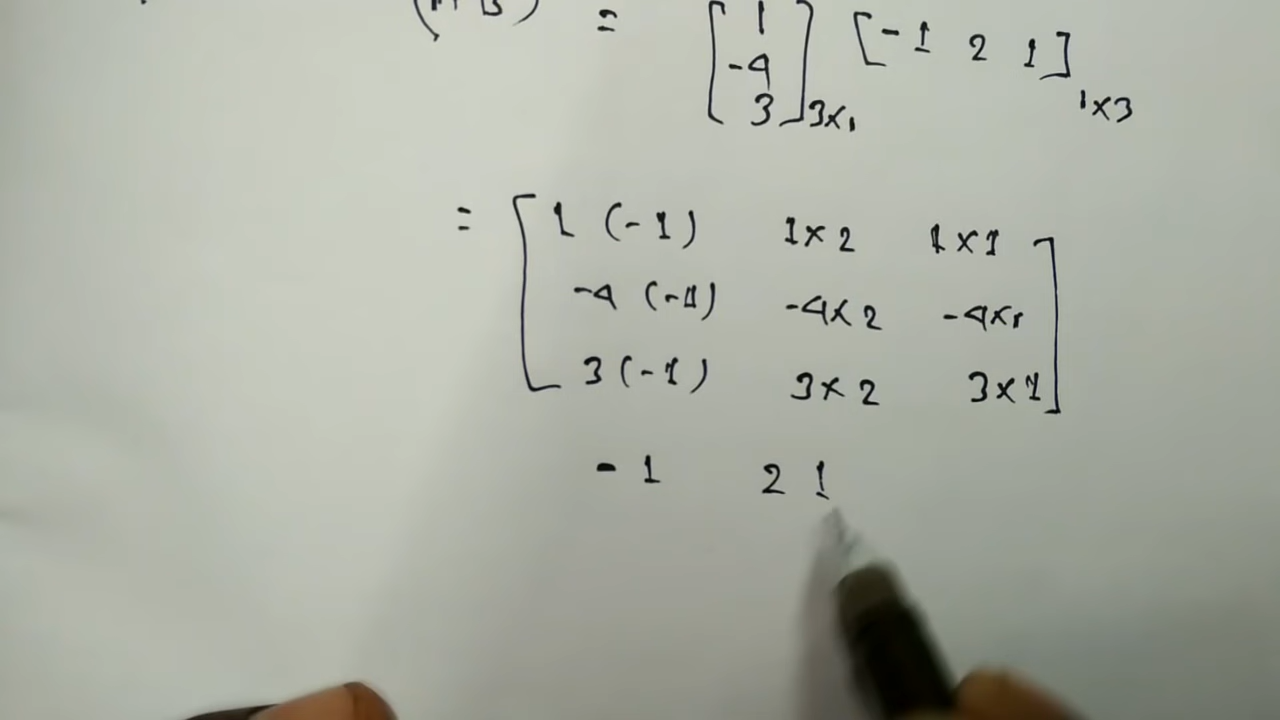 = [1 -4 3]3×1 [-1 2 1]1×3
= [1 (-1) 1×2 1×1
-4 (-1) -4×2 -4×1
3 (-1) 3×2 3×1]
-1 2 1